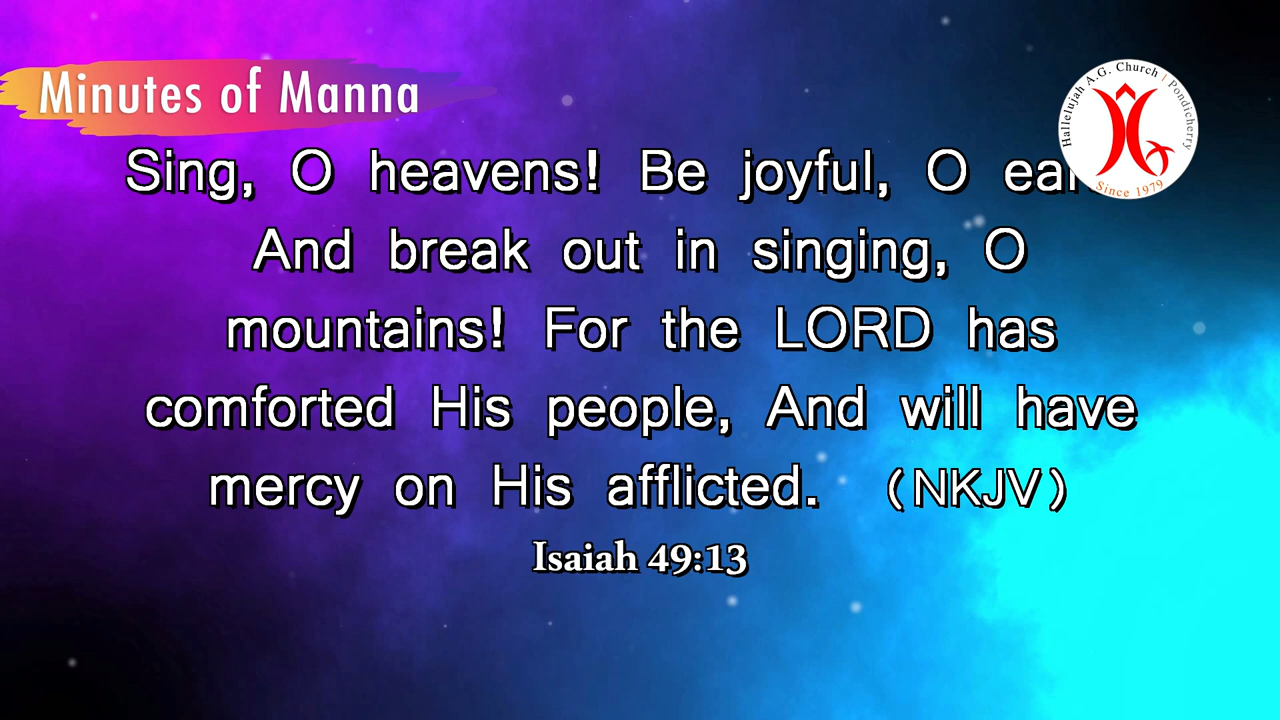 Minutes of Manna
Hallelujah A.G. Church | Pondicherry
Since 1979
Sing, O heavens! Be joyful, O
And break out in singing, O
mountains! For the LORD has
comforted His people, And will have
mercy on His afflicted. (NKJV)
Isaiah 49:13